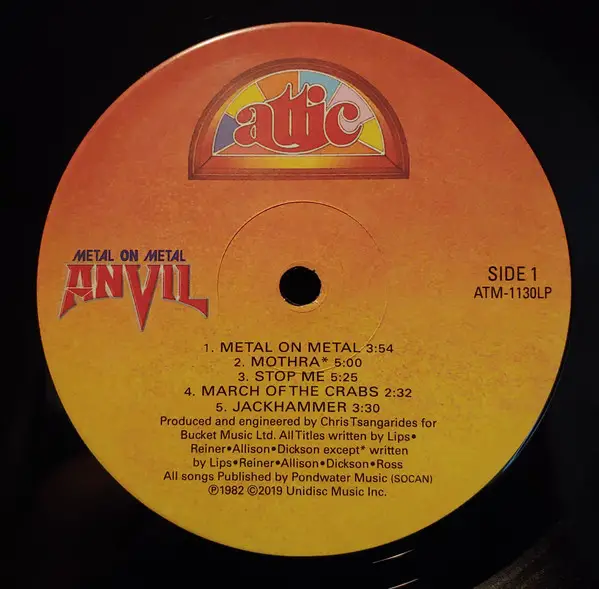 attic
METAL ON METAL
ANVIL
SIDE 1
ATM-1130LP
1. METAL ON METAL 3:54
2. MOTHRA* 5:00
3. STOP ME 5:25
4. MARCH OF THE CRABS 2:32
5. JACKHAMMER 3:30
Produced and engineered by Chris Tsangarides for
Bucket Music Ltd. All Titles written by Lips•
Reiner•Allison•Dickson except* written
by Lips•Reiner•Allison•Dickson•Ross
All songs Published by Pondwater Music (SOCAN)
℗1982 ©2019 Unidisc Music Inc.